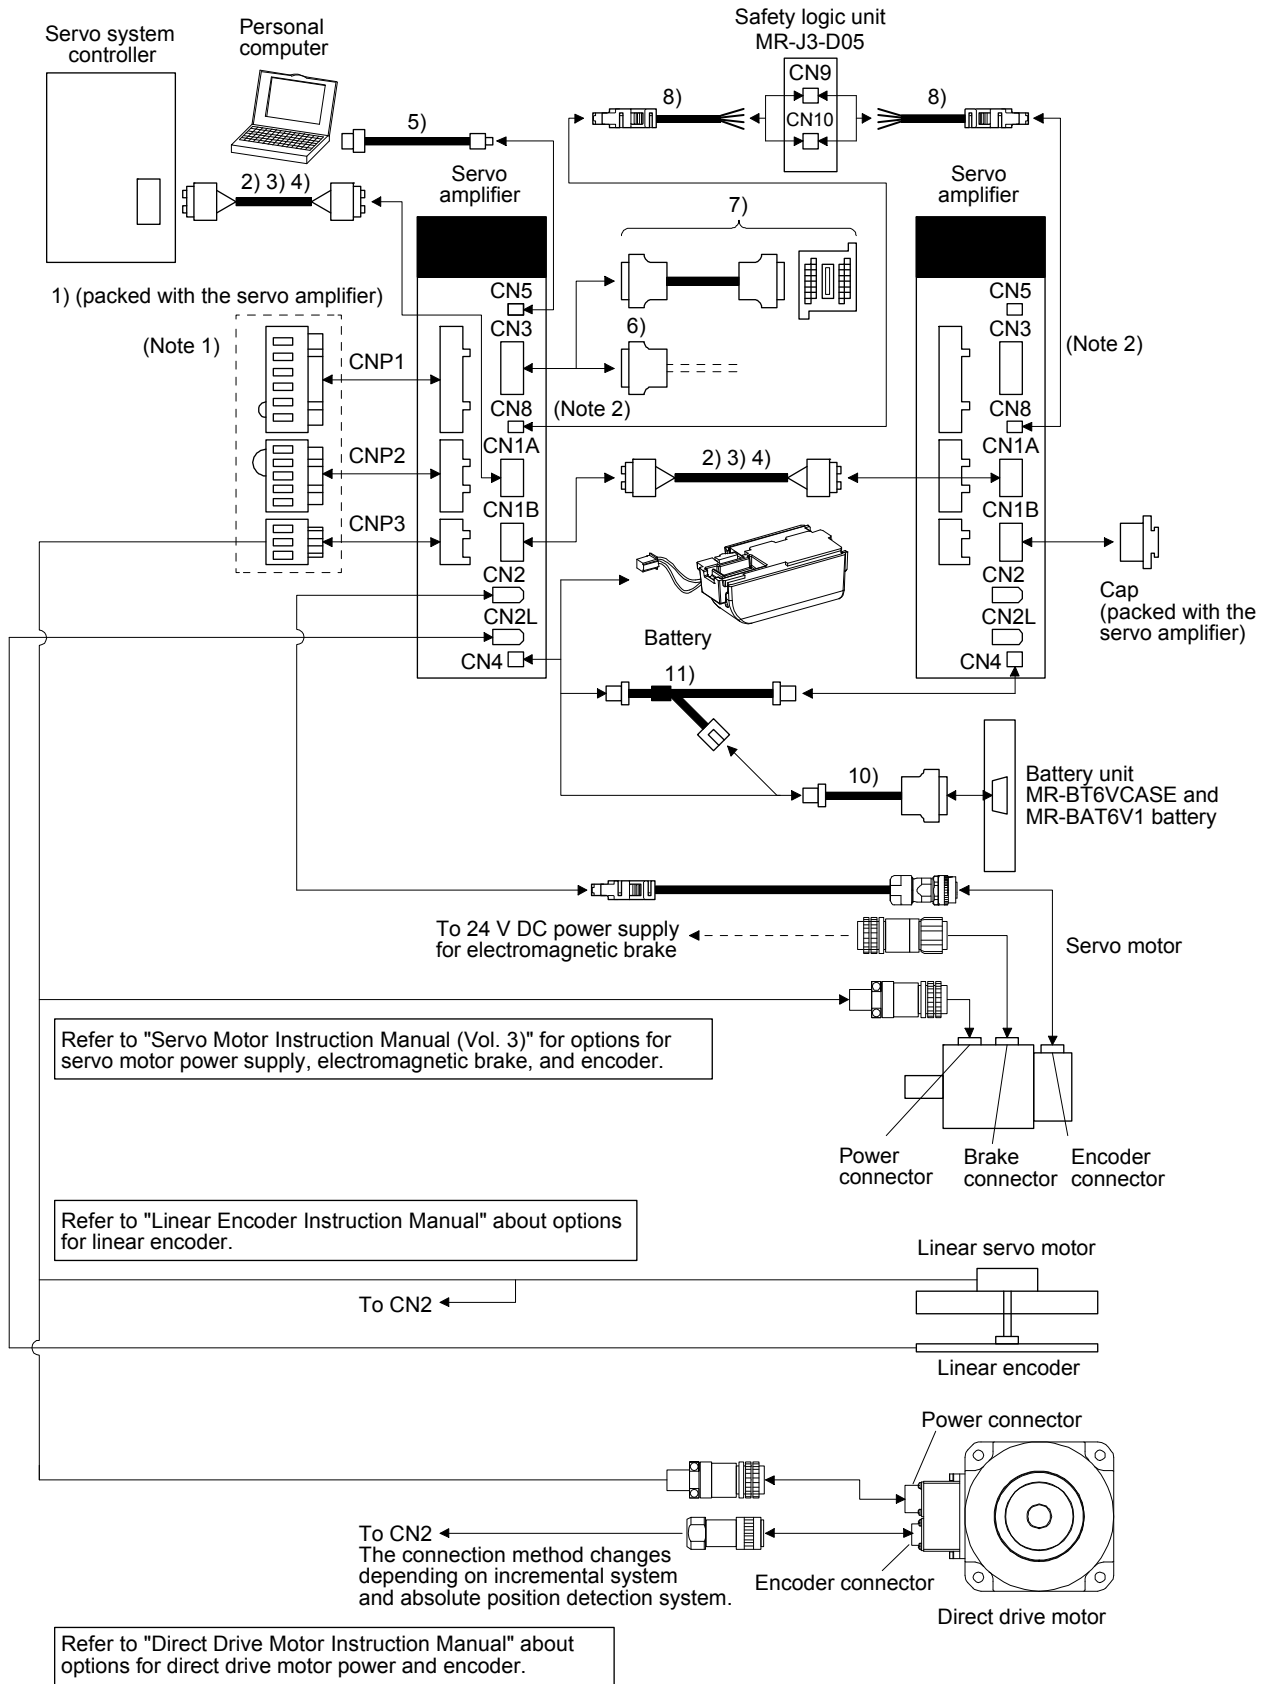 Servo system
controller
Personal
computer
Safety logic unit
MR-J3-D05
CN9
CN10
8)
8)
5)
2) 3) 4)
Servo
amplifier
Servo
amplifier
7)
1) (packed with the servo amplifier)
(Note 1)
CNP1
CNP2
CNP3
CN5
CN3
CN8
(Note 2)
CN1A
CN1B
CN2
CN2L
CN4
6)
2) 3) 4)
CN5
CN3
(Note 2)
CN8
CN1A
CN1B
CN2
CN2L
CN4
Cap
(packed with the
servo amplifier)
Battery
11)
10)
Battery unit
MR-BT6VCASE and
MR-BAT6V1 battery
To 24 V DC power supply
for electromagnetic brake
Servo motor
Refer to "Servo Motor Instruction Manual (Vol. 3)" for options for
servo motor power supply, electromagnetic brake, and encoder.
Power
connector
Brake
connector
Encoder
connector
Refer to "Linear Encoder Instruction Manual" about options
for linear encoder.
Linear servo motor
To CN2
Linear encoder
Power connector
To CN2
The connection method changes
depending on incremental system
and absolute position detection system.
Encoder connector
Direct drive motor
Refer to "Direct Drive Motor Instruction Manual" about
options for direct drive motor power and encoder.